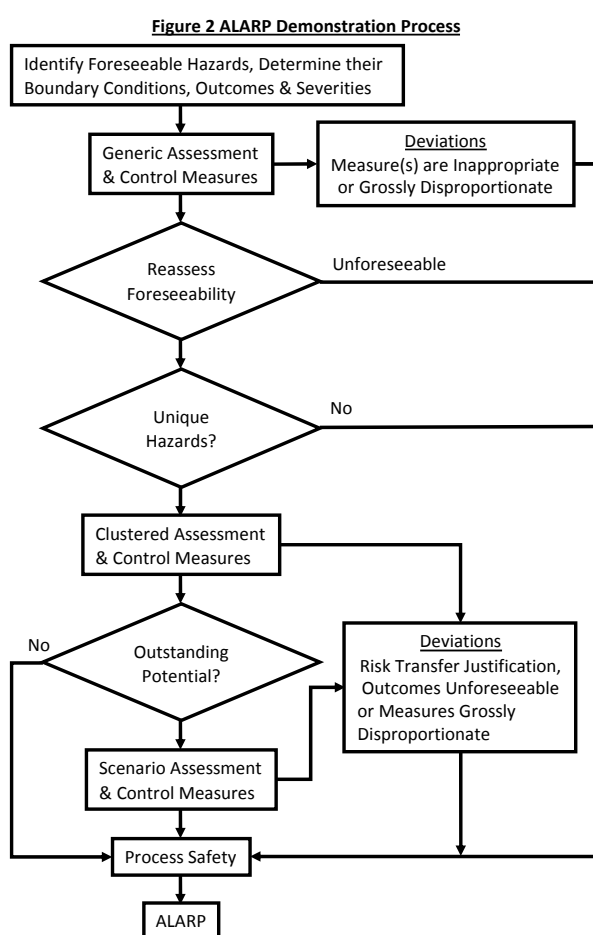 Figure 2 ALARP Demonstration Process
Identify Foreseeable Hazards, Determine their
Boundary Conditions, Outcomes & Severities
Generic Assessment
& Control Measures
Deviations
Measure(s) are Inappropriate
or Grossly Disproportionate
Reassess
Foreseeability
Unforeseeable
Unique
Hazards?
No
Clustered Assessment
& Control Measures
No
Outstanding
Potential?
Deviations
Risk Transfer Justification,
Outcomes Unforeseeable
or Measures Grossly
Disproportionate
Scenario Assessment
& Control Measures
Process Safety
ALARP